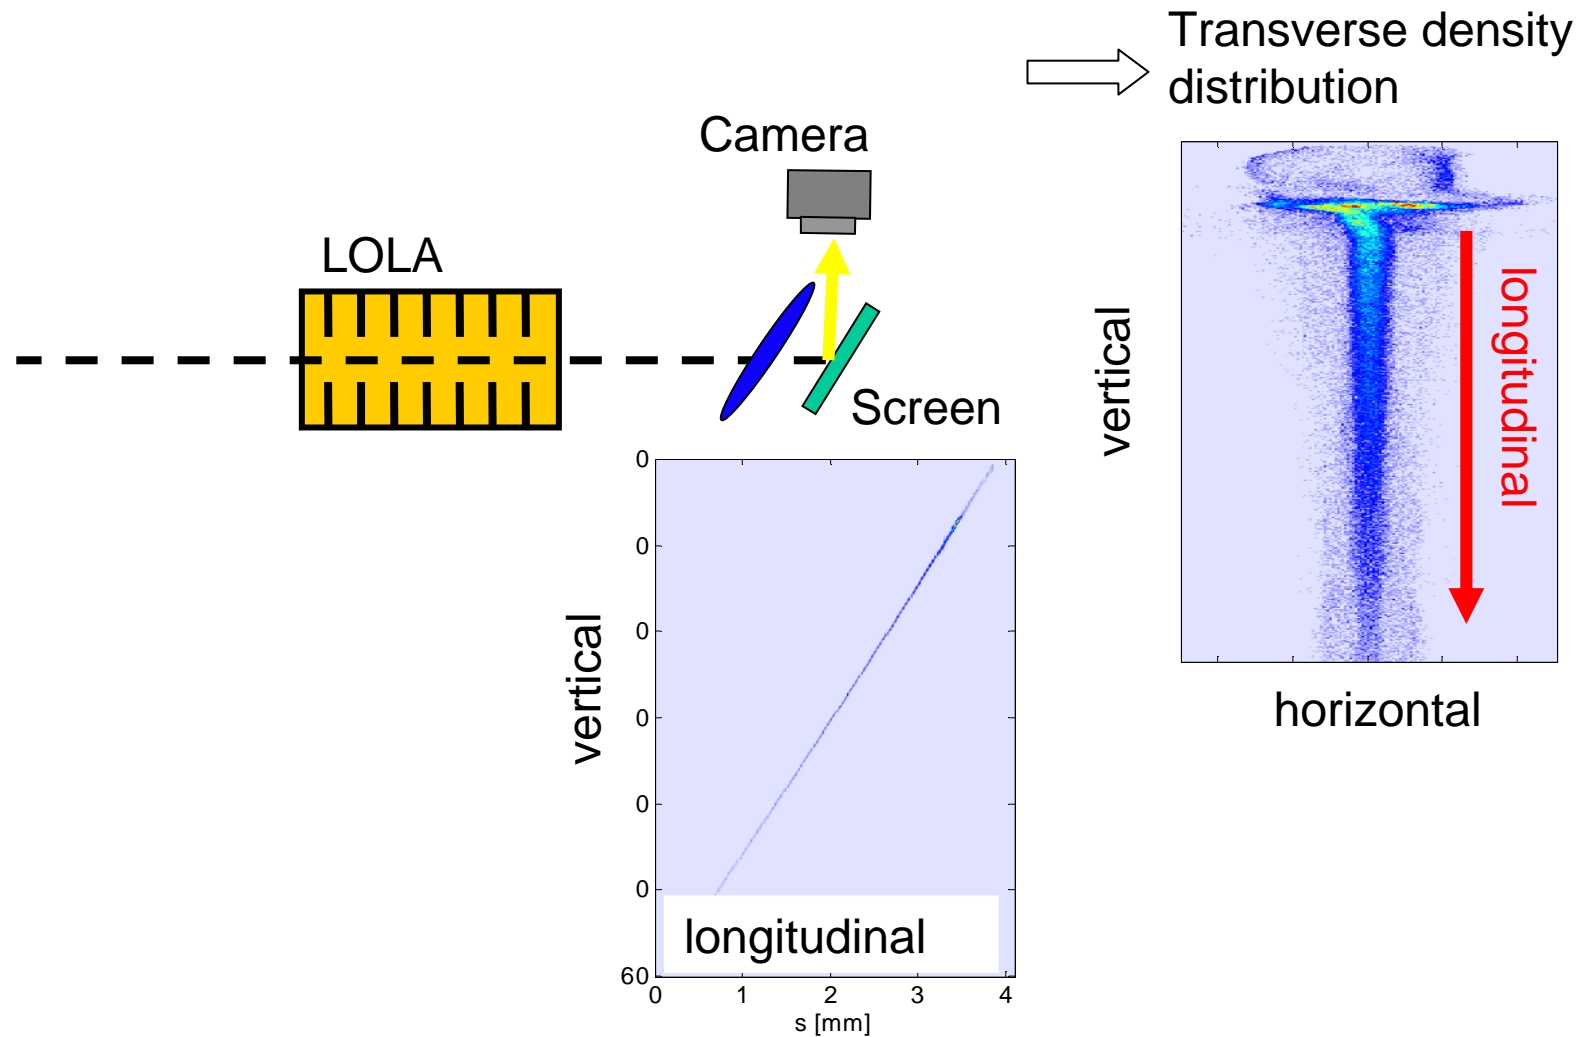 Transverse density
distribution
Camera
LOLA
Screen
vertical
longitudinal
horizontal
vertical
0
0
0
0
0
0
60
longitudinal
0 1 2 3 4
s [mm]